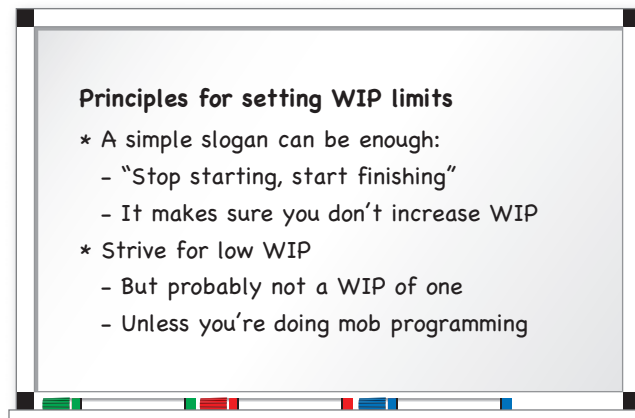 Principles for setting WIP limits
* A simple slogan can be enough:
- “Stop starting, start finishing”
- It makes sure you don’t increase WIP
* Strive for low WIP
- But probably not a WIP of one
- Unless you’re doing mob programming